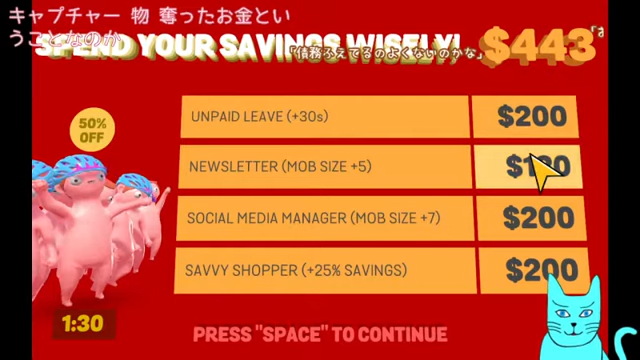 キャプチャー 物 奪ったお金とい
うことなのか
SPEND YOUR SAVINGS WISELY!
「債務ふえてるのよくないのかな」
$443
50%
OFF
UNPAID LEAVE (+30s)
$200
NEWSLETTER (MOB SIZE +5)
SOCIAL MEDIA MANAGER (MOB SIZE +7)
$200
SAVVY SHOPPER (+25% SAVINGS)
$200
1:30
PRESS "SPACE" TO CONTINUE